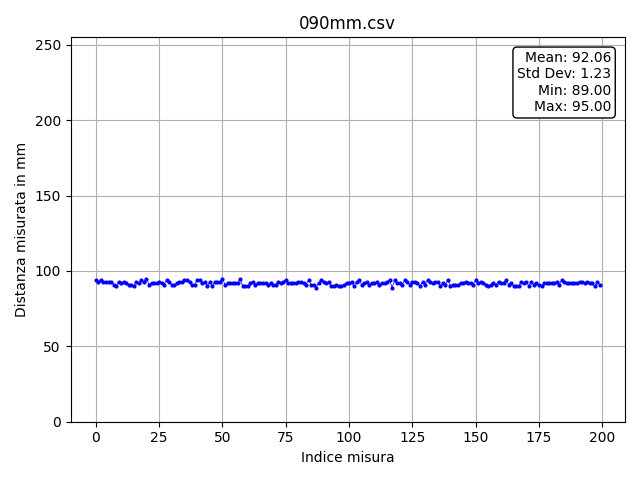 090mm.csv
Mean: 92.06
Std Dev: 1.23
Min: 89.00
Max: 95.00
Distanza misurata in mm
250
200
150
100
50
0
0 25 50 75 100 125 150 175 200
Indice misura